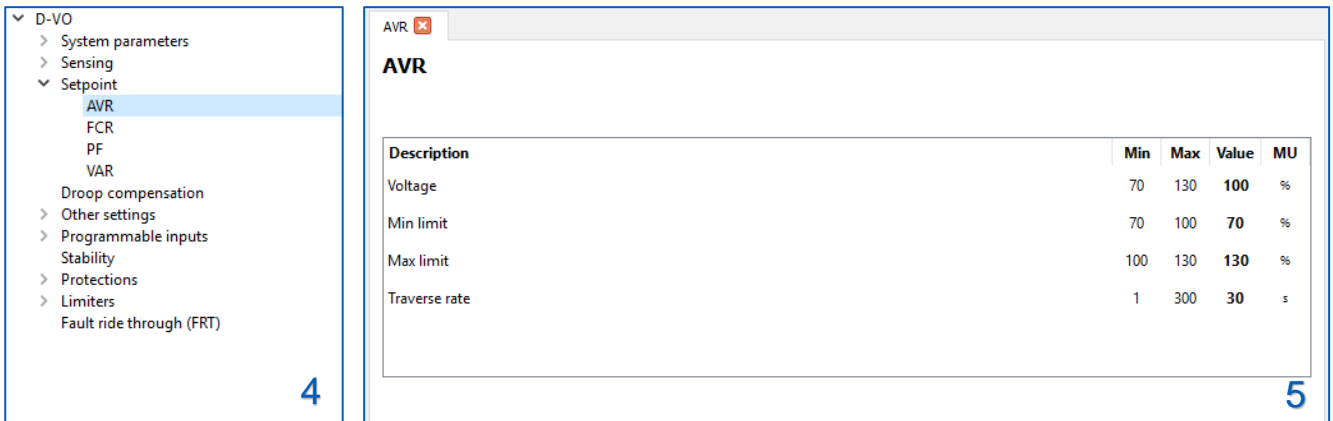 D-VO
System parameters
Sensing
Setpoint
AVR
FCR
PF
VAR
Droop compensation
Other settings
Programmable inputs
Stability
Protections
Limiters
Fault ride through (FRT)
4
AVR
AVR
Description Min Max Value MU
Voltage 70 130 100 %
Min limit 70 100 70 %
Max limit 100 130 130 %
Traverse rate 1 300 30 s
5